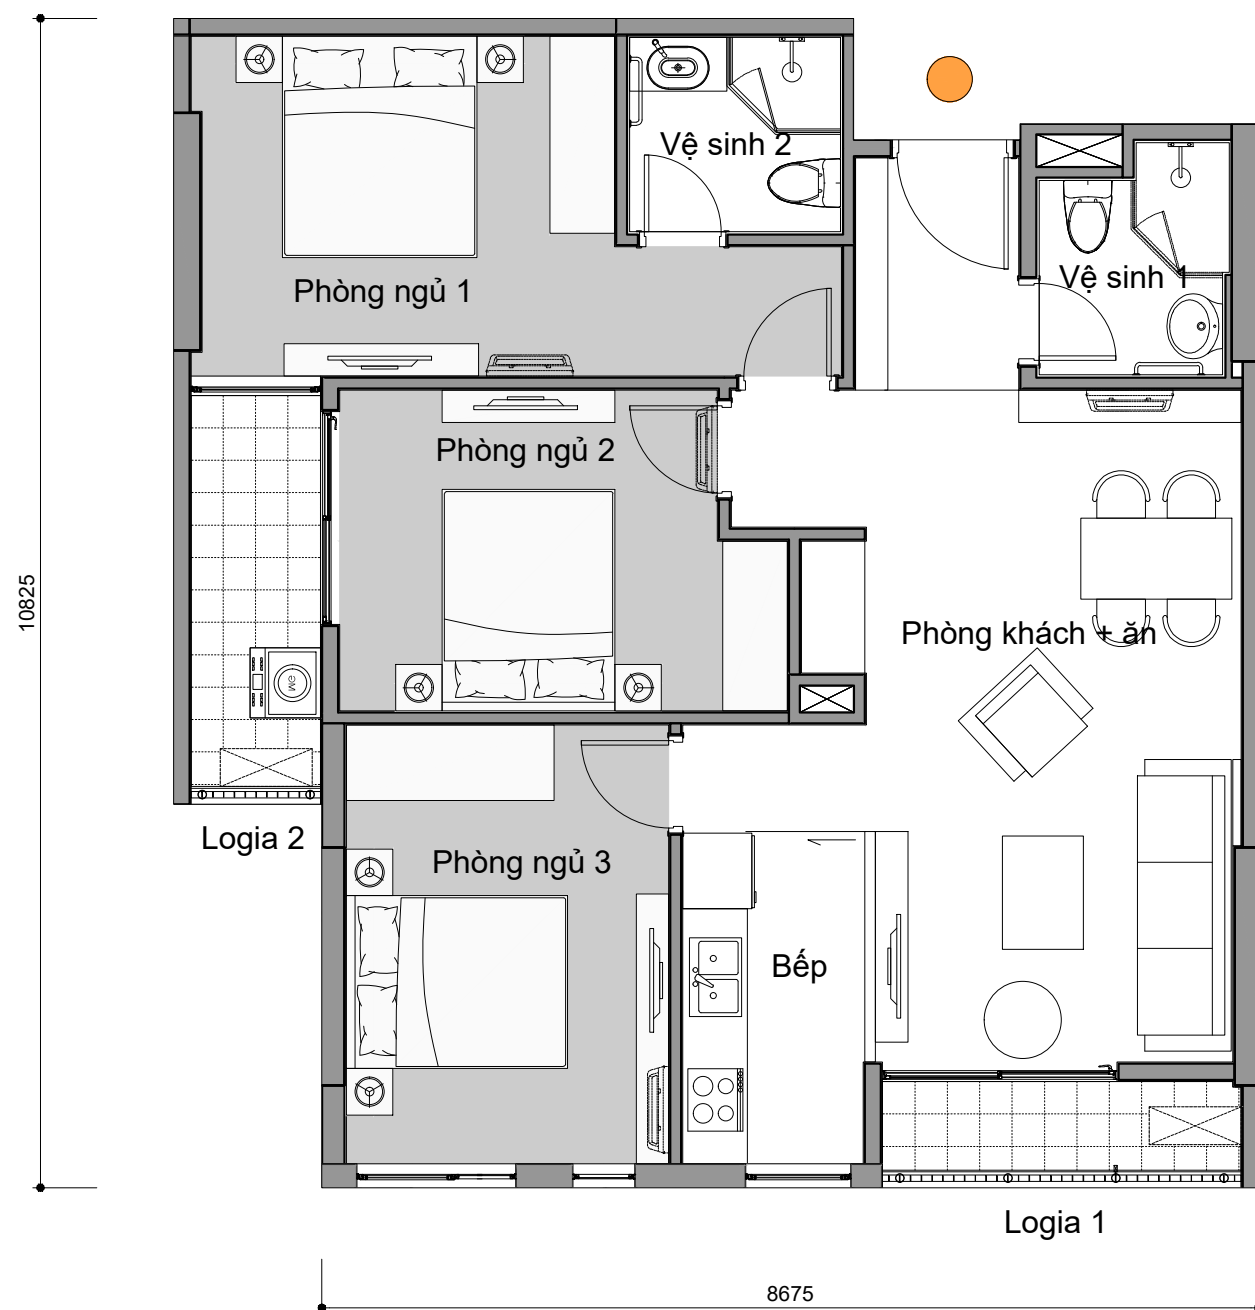 Vệ sinh 2
Vệ sinh 1
Phòng ngủ 1
Phòng ngủ 2
10825
Phòng khách + ăn
Logia 2
Phòng ngủ 3
Bếp
Logia 1
8675